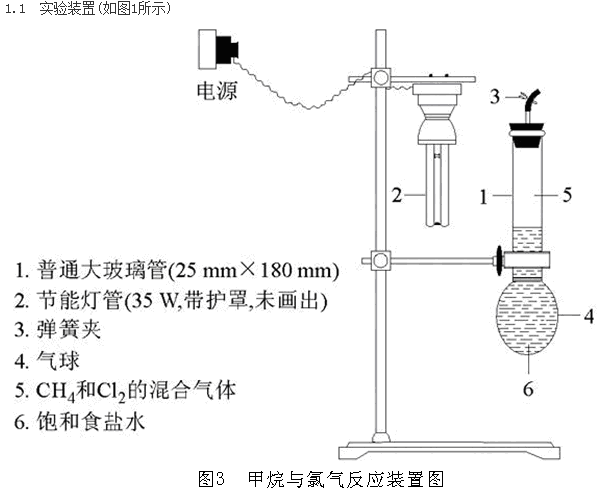 1.1 实验装置(如图1所示)
电源
3
1
5
2
4
6
1. 普通大玻璃管(25 mm×180 mm)
2. 节能灯管(35 W,带护罩,未画出)
3. 弹簧夹
4. 气球
5. CH4和Cl2的混合气体
6. 饱和食盐水
图3 甲烷与氯气反应装置图